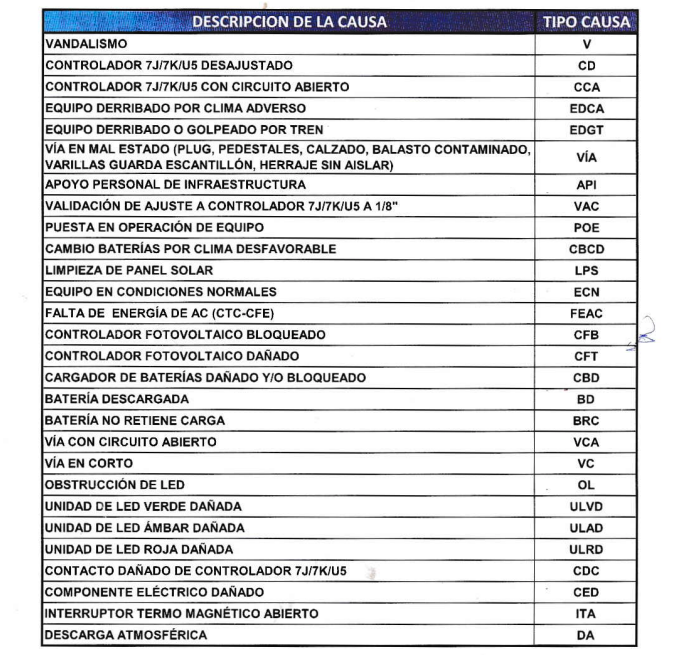 DESCRIPCION DE LA CAUSA TIPO CAUSA
VANDALISMO V
CONTROLADOR 7J/7K/U5 DESAJUSTADO CD
CONTROLADOR 7J/7K/U5 CON CIRCUITO ABIERTO CCA
EQUIPO DERRIBADO POR CLIMA ADVERSO EDCA
EQUIPO DERRIBADO O GOLPEADO POR TREN EDGT
VÍA EN MAL ESTADO (PLUG, PEDESTALES, CALZADO, BALASTO CONTAMINADO,
VARILLAS GUARDA ESCANTILLÓN, HERRAJE SIN AISLAR) VÍA
APOYO PERSONAL DE INFRAESTRUCTURA API
VALIDACIÓN DE AJUSTE A CONTROLADOR 7J/7K/U5 A 1/8" VAC
PUESTA EN OPERACIÓN DE EQUIPO POE
CAMBIO BATERÍAS POR CLIMA DESFAVORABLE CBCD
LIMPIEZA DE PANEL SOLAR LPS
EQUIPO EN CONDICIONES NORMALES ECN
FALTA DE ENERGÍA DE AC (CTC-CFE) FEAC
CONTROLADOR FOTOVOLTAICO BLOQUEADO CFB
CONTROLADOR FOTOVOLTAICO DAÑADO CFT
CARGADOR DE BATERÍAS DAÑADO Y/O BLOQUEADO CBD
BATERÍA DESCARGADA BD
BATERÍA NO RETIENE CARGA BRC
VÍA CON CIRCUITO ABIERTO VCA
VÍA EN CORTO VC
OBSTRUCCIÓN DE LED OL
UNIDAD DE LED VERDE DAÑADA ULVD
UNIDAD DE LED ÁMBAR DAÑADA ULAD
UNIDAD DE LED ROJA DAÑADA ULRD
CONTACTO DAÑADO DE CONTROLADOR 7J/7K/U5 CDC
COMPONENTE ELÉCTRICO DAÑADO CED
INTERRUPTOR TERMO MAGNÉTICO ABIERTO ITA
DESCARGA ATMOSFÉRICA DA